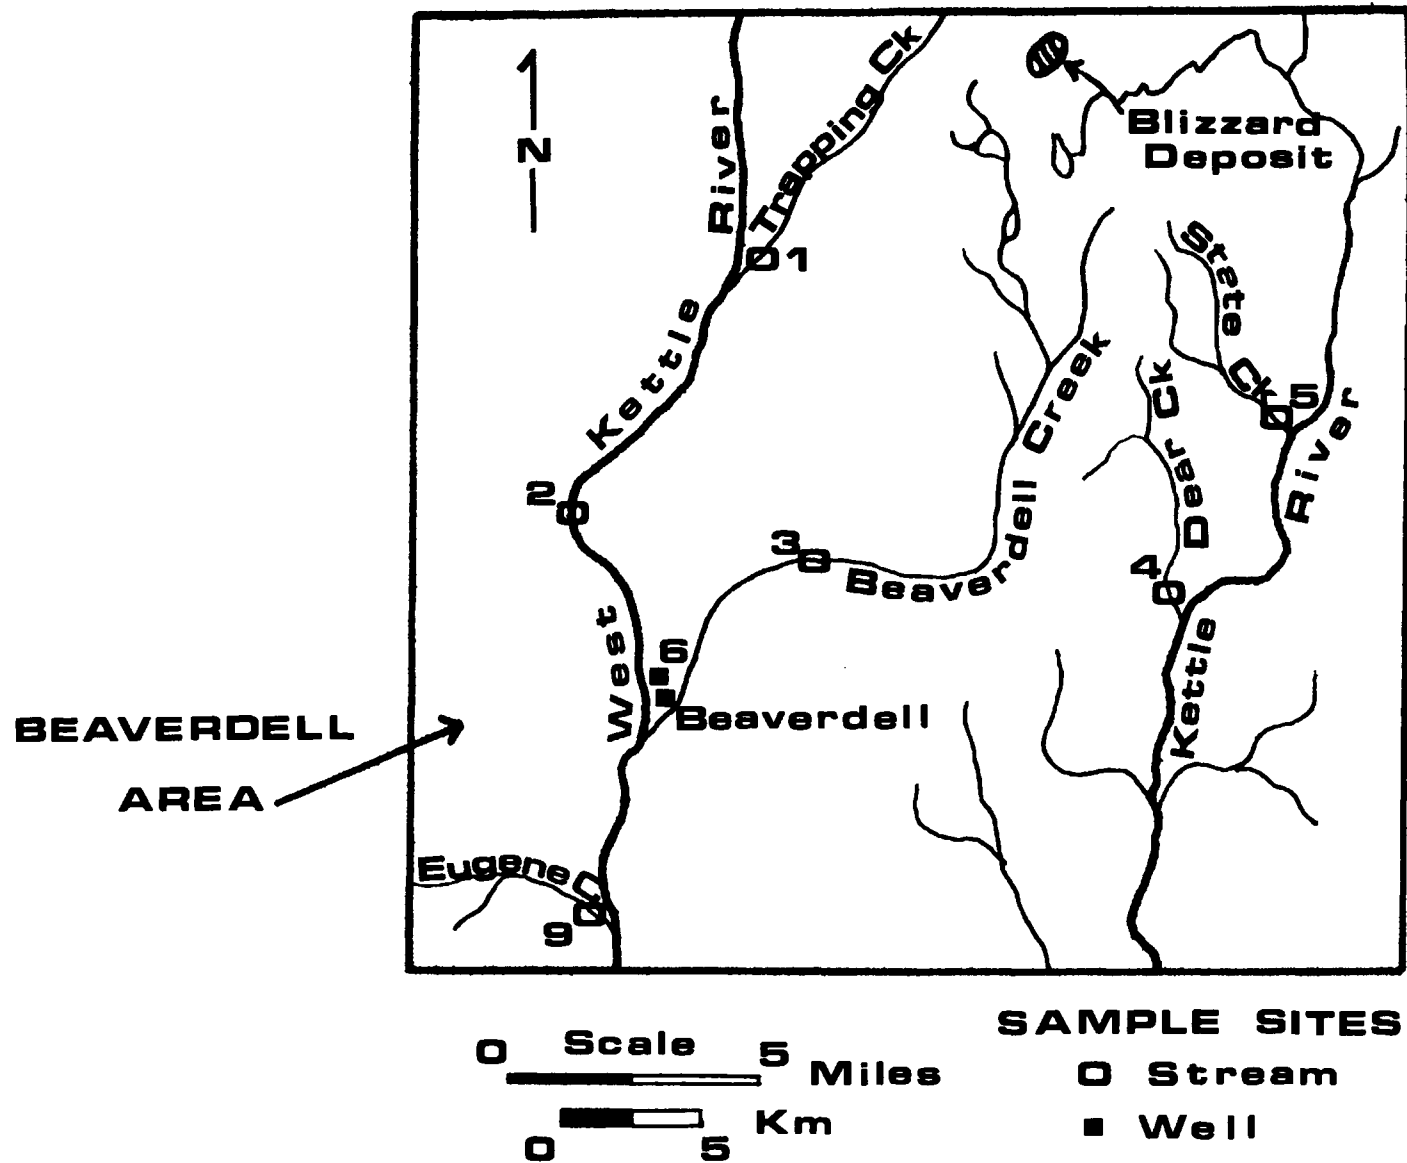 N
River
Trapping Ck
Blizzard
Deposit
1
State Ck
Kettle
5
River
Dear Ck
2
3
Beaverdell Creek
4
West
6
Beaverdell
Kettle
BEAVERDELL
AREA
Eugene C
9
Scale
0 5
Miles
Km
0 5
SAMPLE SITES
Stream
Well